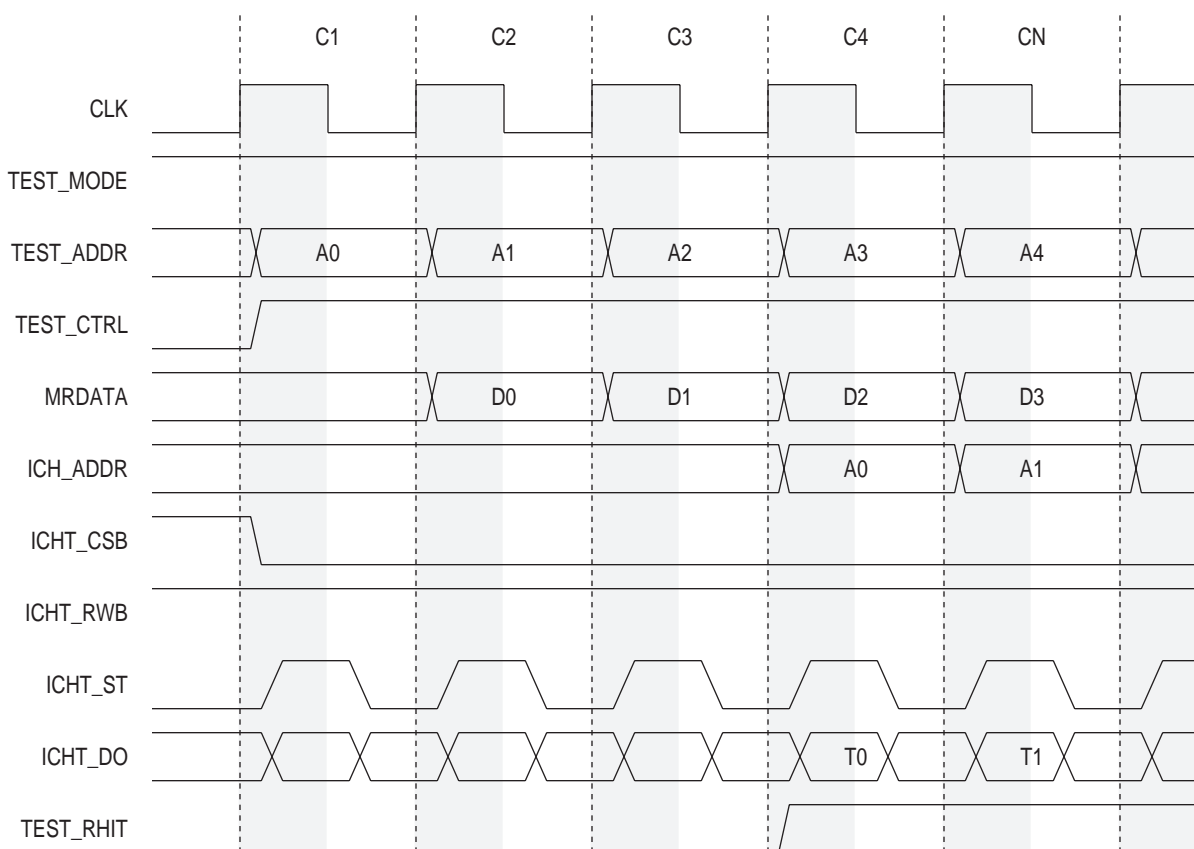 C1 C2 C3 C4 CN
CLK
TEST_MODE
TEST_ADDR A0 A1 A2 A3 A4
TEST_CTRL
MRDATA D0 D1 D2 D3
ICH_ADDR A0 A1
ICHT_CSB
ICHT_RWB
ICHT_ST
ICHT_DO T0 T1
TEST_RHIT